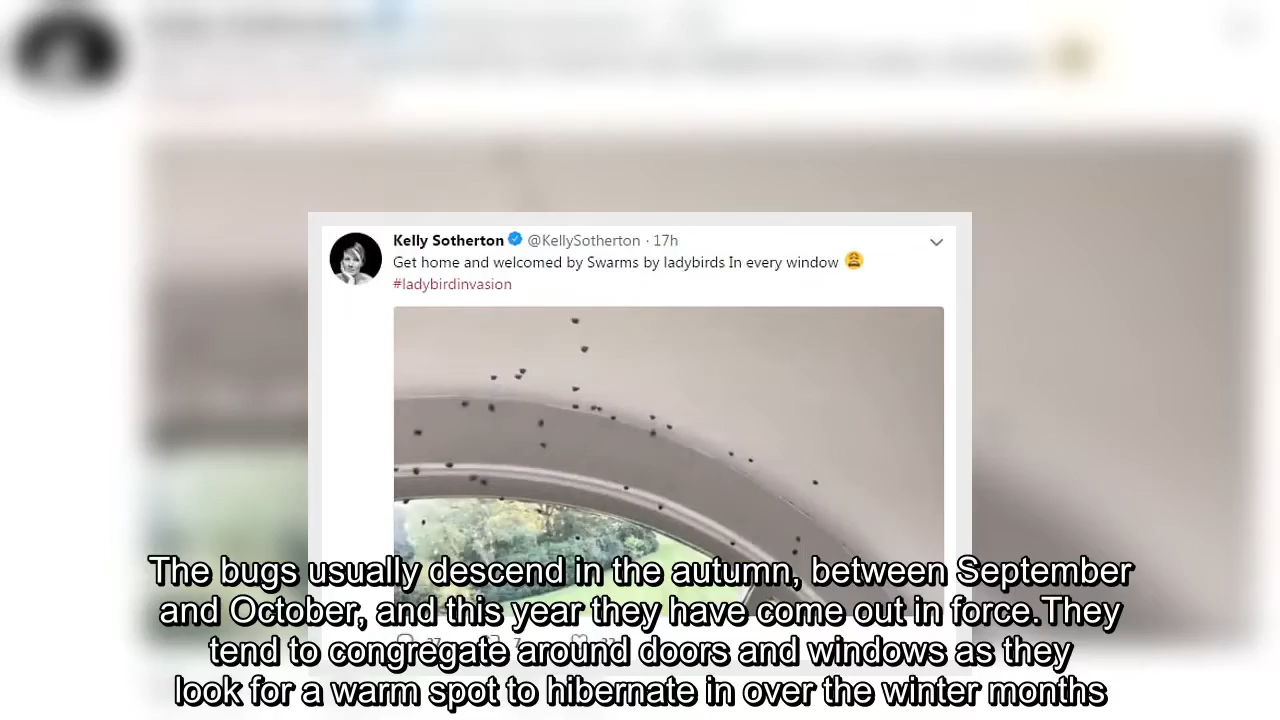 Kelly Sotherton @KellySotherton · 17h
Get home and welcomed by Swarms by ladybirds In every window 😩
#ladybirdinvasion
The bugs usually descend in the autumn, between September
and October, and this year they have come out in force.They
tend to congregate around doors and windows as they
look for a warm spot to hibernate in over the winter months